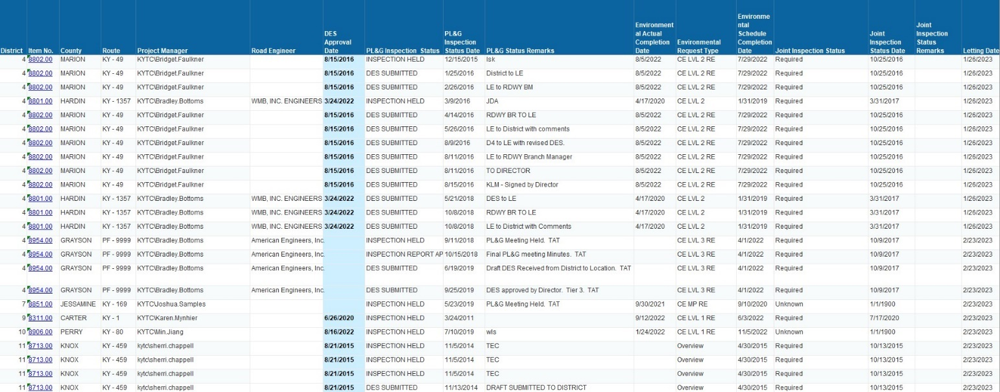 District Item No. County Route Project Manager Road Engineer DES Approval Date PL&G Inspection Status PL&G Inspection Status Date PL&G Status Remarks Environmental Actual Completion Date Environmental Request Type Environmental Schedule Completion Date Joint Inspection Status Joint Inspection Status Date Joint Inspection Status Remarks Letting Date
4 8802.00 MARION KY - 49 KYTC\Bridget.Faulkner 8/15/2016 INSPECTION HELD 12/15/2015 lsk 8/5/2022 CE LVL 2 RE 7/29/2022 Required 10/25/2016 1/26/2023
4 8802.00 MARION KY - 49 KYTC\Bridget.Faulkner 8/15/2016 DES SUBMITTED 1/25/2016 District to LE 8/5/2022 CE LVL 2 RE 7/29/2022 Required 10/25/2016 1/26/2023
4 8802.00 MARION KY - 49 KYTC\Bridget.Faulkner 8/15/2016 DES SUBMITTED 2/26/2016 LE to RDWY BM 8/5/2022 CE LVL 2 RE 7/29/2022 Required 10/25/2016 1/26/2023
4 8801.00 HARDIN KY - 1357 KYTC\Bradley.Bottoms WMB, INC. ENGINEERS 3/24/2022 INSPECTION HELD 3/9/2016 JDA 4/17/2020 CE LVL 2 1/31/2019 Required 3/31/2017 1/26/2023
4 8802.00 MARION KY - 49 KYTC\Bridget.Faulkner 8/15/2016 DES SUBMITTED 4/14/2016 RDWY BR TO LE 8/5/2022 CE LVL 2 RE 7/29/2022 Required 10/25/2016 1/26/2023
4 8802.00 MARION KY - 49 KYTC\Bridget.Faulkner 8/15/2016 DES SUBMITTED 5/26/2016 LE to District with comments 8/5/2022 CE LVL 2 RE 7/29/2022 Required 10/25/2016 1/26/2023
4 8802.00 MARION KY - 49 KYTC\Bridget.Faulkner 8/15/2016 DES SUBMITTED 8/9/2016 D4 to LE with revised DES. 8/5/2022 CE LVL 2 RE 7/29/2022 Required 10/25/2016 1/26/2023
4 8802.00 MARION KY - 49 KYTC\Bridget.Faulkner 8/15/2016 DES SUBMITTED 8/11/2016 LE to RDWY Branch Manager 8/5/2022 CE LVL 2 RE 7/29/2022 Required 10/25/2016 1/26/2023
4 8802.00 MARION KY - 49 KYTC\Bridget.Faulkner 8/15/2016 DES SUBMITTED 8/11/2016 TO DIRECTOR 8/5/2022 CE LVL 2 RE 7/29/2022 Required 10/25/2016 1/26/2023
4 8802.00 MARION KY - 49 KYTC\Bridget.Faulkner 8/15/2016 DES SUBMITTED 8/15/2016 KLM - Signed by Director 8/5/2022 CE LVL 2 RE 7/29/2022 Required 10/25/2016 1/26/2023
4 8801.00 HARDIN KY - 1357 KYTC\Bradley.Bottoms WMB, INC. ENGINEERS 3/24/2022 DES SUBMITTED 5/21/2018 DES to LE 4/17/2020 CE LVL 2 1/31/2019 Required 3/31/2017 1/26/2023
4 8801.00 HARDIN KY - 1357 KYTC\Bradley.Bottoms WMB, INC. ENGINEERS 3/24/2022 DES SUBMITTED 10/8/2018 RDWY BR TO LE 4/17/2020 CE LVL 2 1/31/2019 Required 3/31/2017 1/26/2023
4 8801.00 HARDIN KY - 1357 KYTC\Bradley.Bottoms WMB, INC. ENGINEERS 3/24/2022 DES SUBMITTED 10/8/2018 LE to District with Comments 4/17/2020 CE LVL 2 1/31/2019 Required 3/31/2017 1/26/2023
4 8954.00 GRAYSON PF - 9999 KYTC\Bradley.Bottoms American Engineers, Inc. INSPECTION HELD 9/11/2018 PL&G Meeting Held. TAT CE LVL 3 RE 4/1/2022 Required 10/9/2017 2/23/2023
4 8954.00 GRAYSON PF - 9999 KYTC\Bradley.Bottoms American Engineers, Inc. INSPECTION REPORT AP 10/15/2018 Final PL&G meeting Minutes. TAT CE LVL 3 RE 4/1/2022 Required 10/9/2017 2/23/2023
4 8954.00 GRAYSON PF - 9999 KYTC\Bradley.Bottoms American Engineers, Inc. DES SUBMITTED 6/19/2019 Draft DES Received from District to Location. TAT CE LVL 3 RE 4/1/2022 Required 10/9/2017 2/23/2023
4 8954.00 GRAYSON PF - 9999 KYTC\Bradley.Bottoms American Engineers, Inc. DES SUBMITTED 9/25/2019 DES approved by Director. Tier 3. TAT CE LVL 3 RE 4/1/2022 Required 10/9/2017 2/23/2023
7 8851.00 JESSAMINE KY - 169 KYTC\Joshua.Samples INSPECTION HELD 5/23/2019 PL&G Meeting Held. TAT 9/30/2021 CE MP RE 9/10/2020 Unknown 1/1/1900 2/23/2023
9 8311.00 CARTER KY - 1 KYTC\Karen.Mynhier 6/26/2020 INSPECTION HELD 3/24/2011 9/12/2022 CE LVL 1 RE 6/3/2022 Required 7/17/2020 2/23/2023
10 8906.00 PERRY KY - 80 KYTC\Min.Jiang 8/16/2022 INSPECTION HELD 7/10/2019 wls 1/24/2022 CE LVL 1 RE 11/5/2022 Unknown 1/1/1900 2/23/2023
11 8713.00 KNOX KY - 459 kytc\sherri.chappell 8/21/2015 INSPECTION HELD 11/5/2014 TEC Overview 4/30/2015 Required 10/13/2015 2/23/2023
11 8713.00 KNOX KY - 459 kytc\sherri.chappell 8/21/2015 INSPECTION HELD 11/5/2014 TEC Overview 4/30/2015 Required 10/13/2015 2/23/2023
11 8713.00 KNOX KY - 459 kytc\sherri.chappell 8/21/2015 INSPECTION HELD 11/5/2014 TEC Overview 4/30/2015 Required 10/13/2015 2/23/2023
11 8713.00 KNOX KY - 459 kytc\sherri.chappell 8/21/2015 DES SUBMITTED 11/13/2014 DRAFT SUBMITTED TO DISTRICT Overview 4/30/2015 Required 10/13/2015 2/23/2023